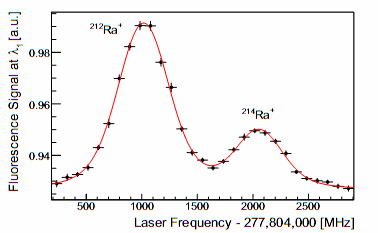 ²¹²Ra⁺
²¹⁴Ra⁺
Fluorescence Signal at λ₁ [a.u.]
0.98
0.96
0.94
500 1000 1500 2000 2500
Laser Frequency - 277,804,000 [MHz]